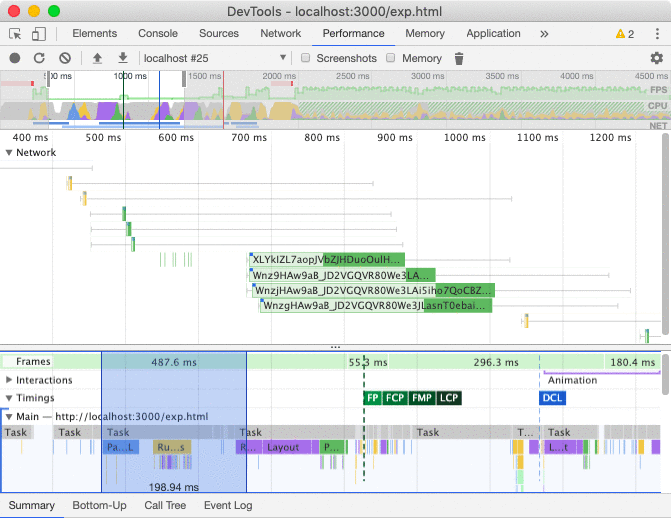 DevTools - localhost:3000/exp.html
Elements Console Sources Network Performance Memory Application » 2
localhost #25 Screenshots Memory
00 ms 1000 ms 1500 ms 2000 ms 2500 ms 3000 ms 3500 ms 4000 ms 4500 ms
FPS
CPU
NET
400 ms 500 ms 600 ms 700 ms 800 ms 900 ms 1000 ms 1100 ms 1200 ms
Network
XLYkIZL7aopJVbZJHDuoOulH...
Wnz9HAw9aB_JD2VGQVR80We3LA...
WnzjHAw9aB_JD2VGQVR80We3LAi5iho7QoCBZ...
WnzgHAw9aB_JD2VGQVR80We3JLasnT0ebai...
...
Frames 487.6 ms 55.3 ms 296.3 ms 180.4 ms
Interactions Animation
Timings FP FCP FMP LCP DCL
Main — http://localhost:3000/exp.html
Task Task Task Task Task Task T... Task
Pa...L Ru...s R... Layout P... L...t
198.94 ms
Summary Bottom-Up Call Tree Event Log